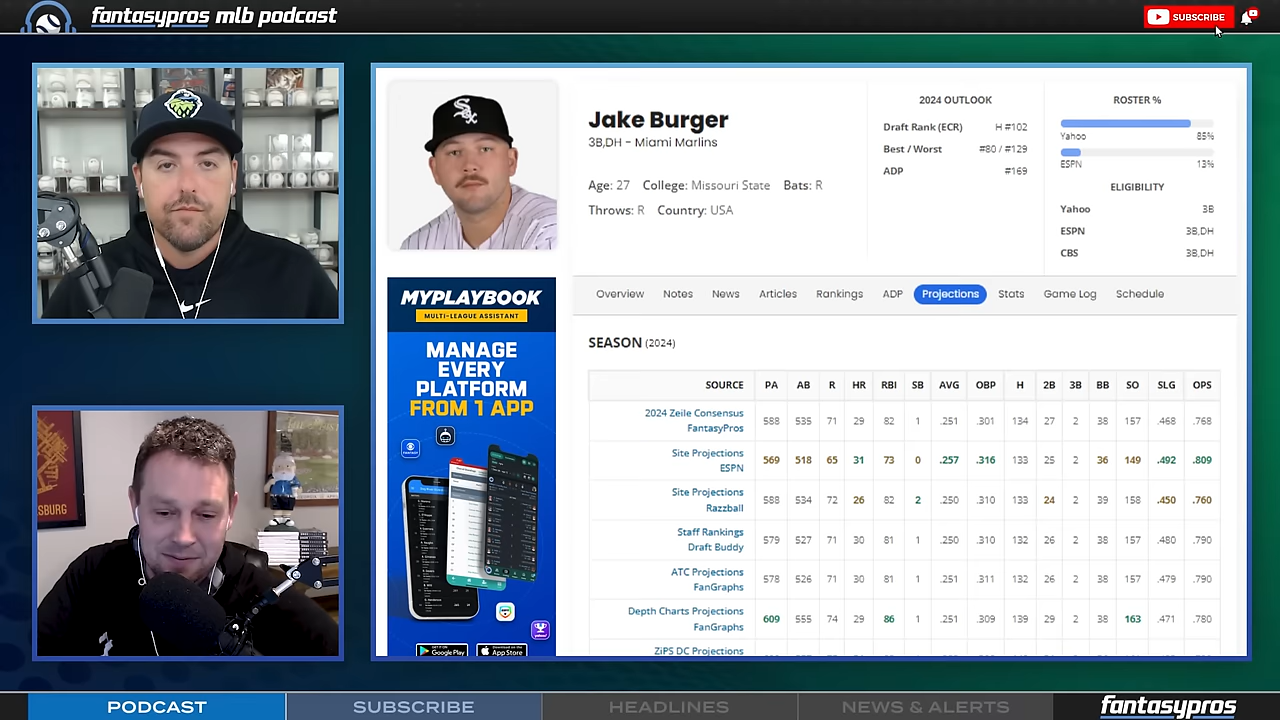 fantasypros mlb podcast
SUBSCRIBE
SBURG
Jake Burger
3B,DH - Miami Marlins
Age: 27 College: Missouri State Bats: R
Throws: R Country: USA
2024 OUTLOOK
Draft Rank (ECR) H #102
Best / Worst #80 / #129
ADP #169
ROSTER %
Yahoo 85%
ESPN 13%
ELIGIBILITY
Yahoo 3B
ESPN 3B,DH
CBS 3B,DH
MYPLAYBOOK
MULTI-LEAGUE ASSISTANT
MANAGE
EVERY
PLATFORM
FROM 1 APP
GET IT ON Google Play
App Store
Overview Notes News Articles Rankings ADP Projections Stats Game Log Schedule
SEASON (2024)
SOURCE PA AB R HR RBI SB AVG OBP H 2B 3B BB SO SLG OPS
2024 Zeile Consensus
FantasyPros 588 535 71 29 82 1 .251 .301 134 27 2 38 157 .468 .768
Site Projections
ESPN 569 518 65 31 73 0 .257 .316 133 25 2 36 149 .492 .809
Site Projections
Razzball 588 534 72 26 82 2 .250 .310 133 24 2 39 158 .450 .760
Staff Rankings
Draft Buddy 579 527 71 30 81 1 .250 .310 132 26 2 38 157 .480 .790
ATC Projections
FanGraphs 578 526 71 30 81 1 .251 .311 132 26 2 38 157 .479 .790
Depth Charts Projections
FanGraphs 609 555 74 29 86 1 .251 .309 139 29 2 38 163 .471 .780
ZiPS DC Projections
PODCAST SUBSCRIBE HEADLINES NEWS & ALERTS fantasypros